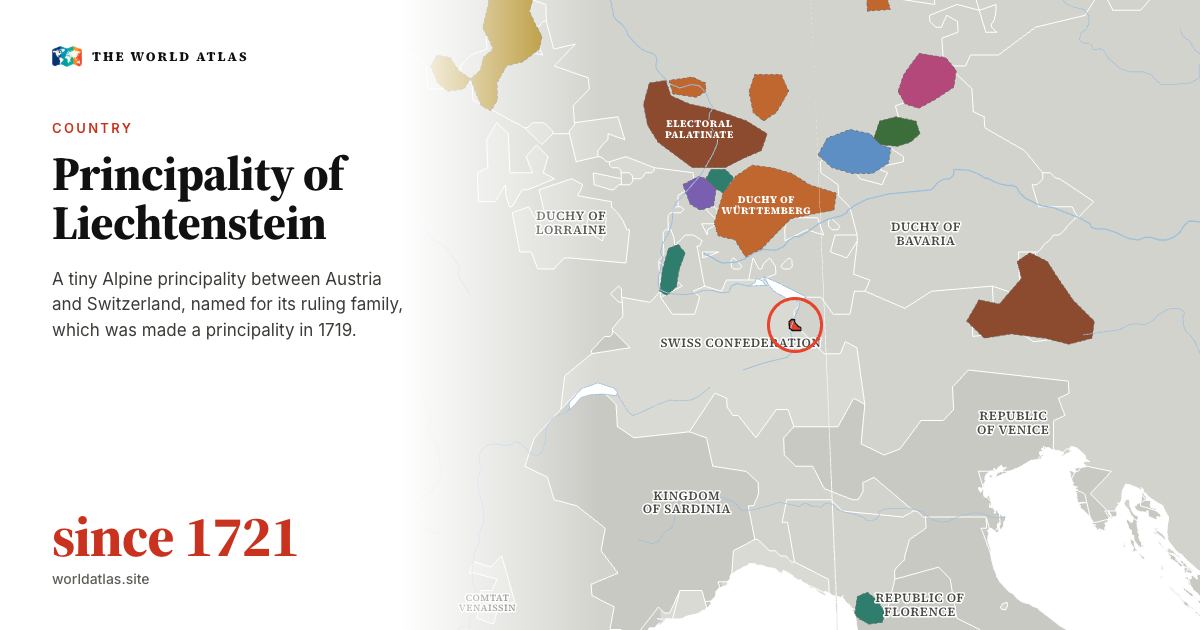 THE WORLD ATLAS
COUNTRY
Principality of
Liechtenstein
A tiny Alpine principality between Austria
and Switzerland, named for its ruling family,
which was made a principality in 1719.
since 1721
worldatlas.site
ELECTORAL
PALATINATE
DUCHY OF
WÜRTTEMBERG
DUCHY OF
LORRAINE
DUCHY OF
BAVARIA
SWISS CONFEDERATION
REPUBLIC
OF VENICE
KINGDOM
OF SARDINIA
COMTAT
VENAISSIN
REPUBLIC OF
FLORENCE